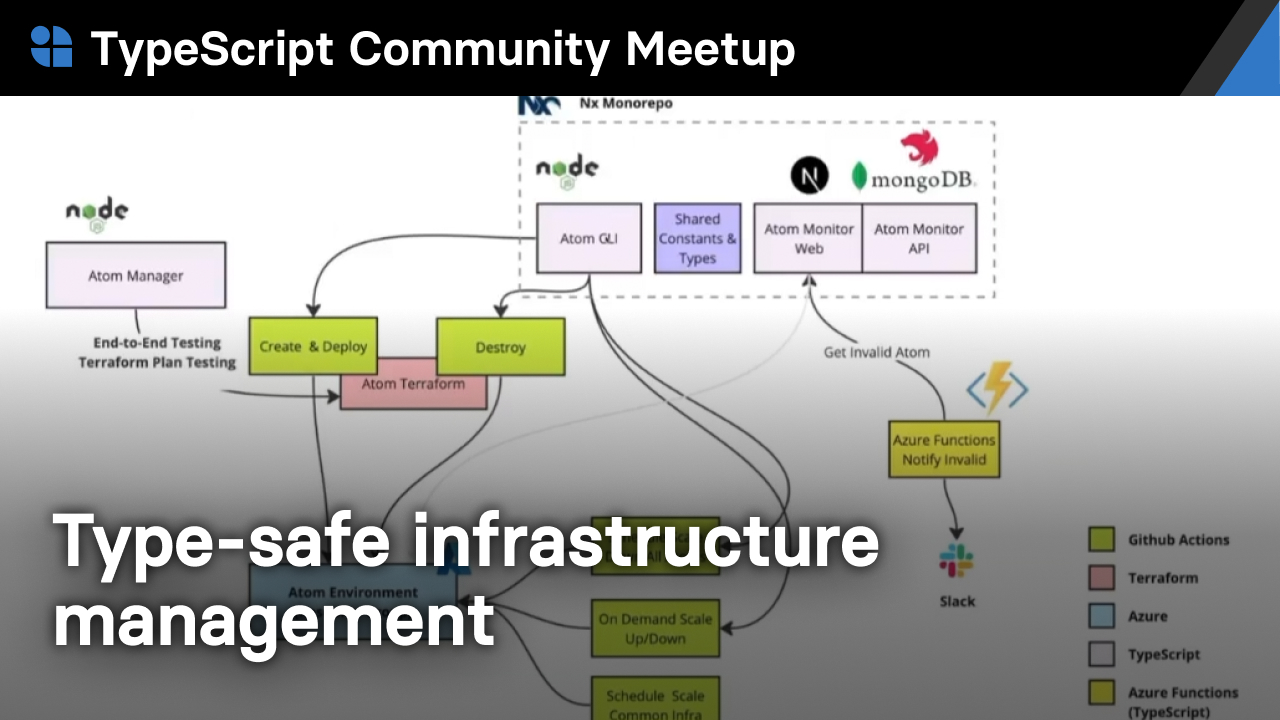 TypeScript Community Meetup
Nx Monorepo
node
JS
N
mongoDB.
node
JS
Atom Manager
Atom CLI
Shared
Constants &
Types
Atom Monitor
Web
Atom Monitor
API
End-to-End Testing
Terraform Plan Testing
Create & Deploy
Destroy
Atom Terraform
Get Invalid Atom
Azure Functions
Notify Invalid
Slack
Type-safe infrastructure
management
Atom Environment
On Demand Scale
Up/Down
Schedule Scale
Common Infra
Github Actions
Terraform
Azure
TypeScript
Azure Functions
(TypeScript)